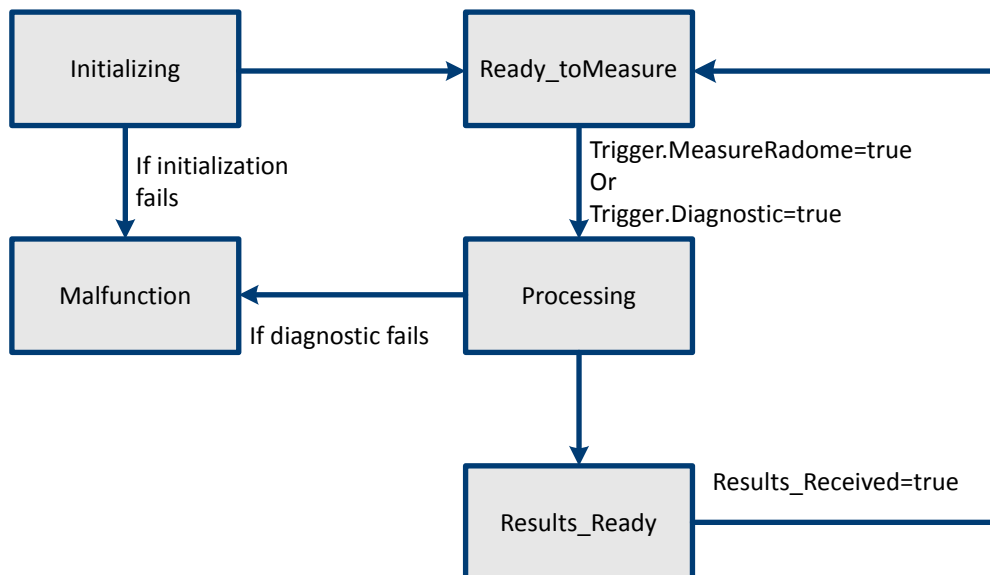 Initializing
Ready_toMeasure
If initialization
fails
Trigger.MeasureRadome=true
Or
Trigger.Diagnostic=true
Malfunction
Processing
If diagnostic fails
Results_Received=true
Results_Ready